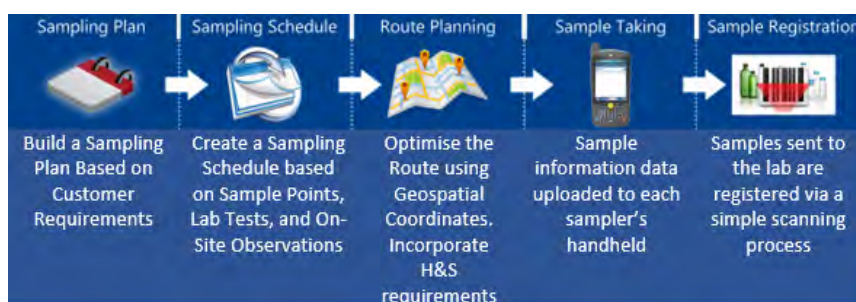 Sampling Plan
Sampling Schedule
Route Planning
Sample Taking
Sample Registration
Build a Sampling
Plan Based on
Customer
Requirements
Create a Sampling
Schedule based
on Sample Points,
Lab Tests, and On-
Site Observations
Optimise the
Route using
Geospatial
Coordinates.
Incorporate
H&S
requirements
Sample
information data
uploaded to each
sampler's
handheld
Samples sent to
the lab are
registered via a
simple scanning
process